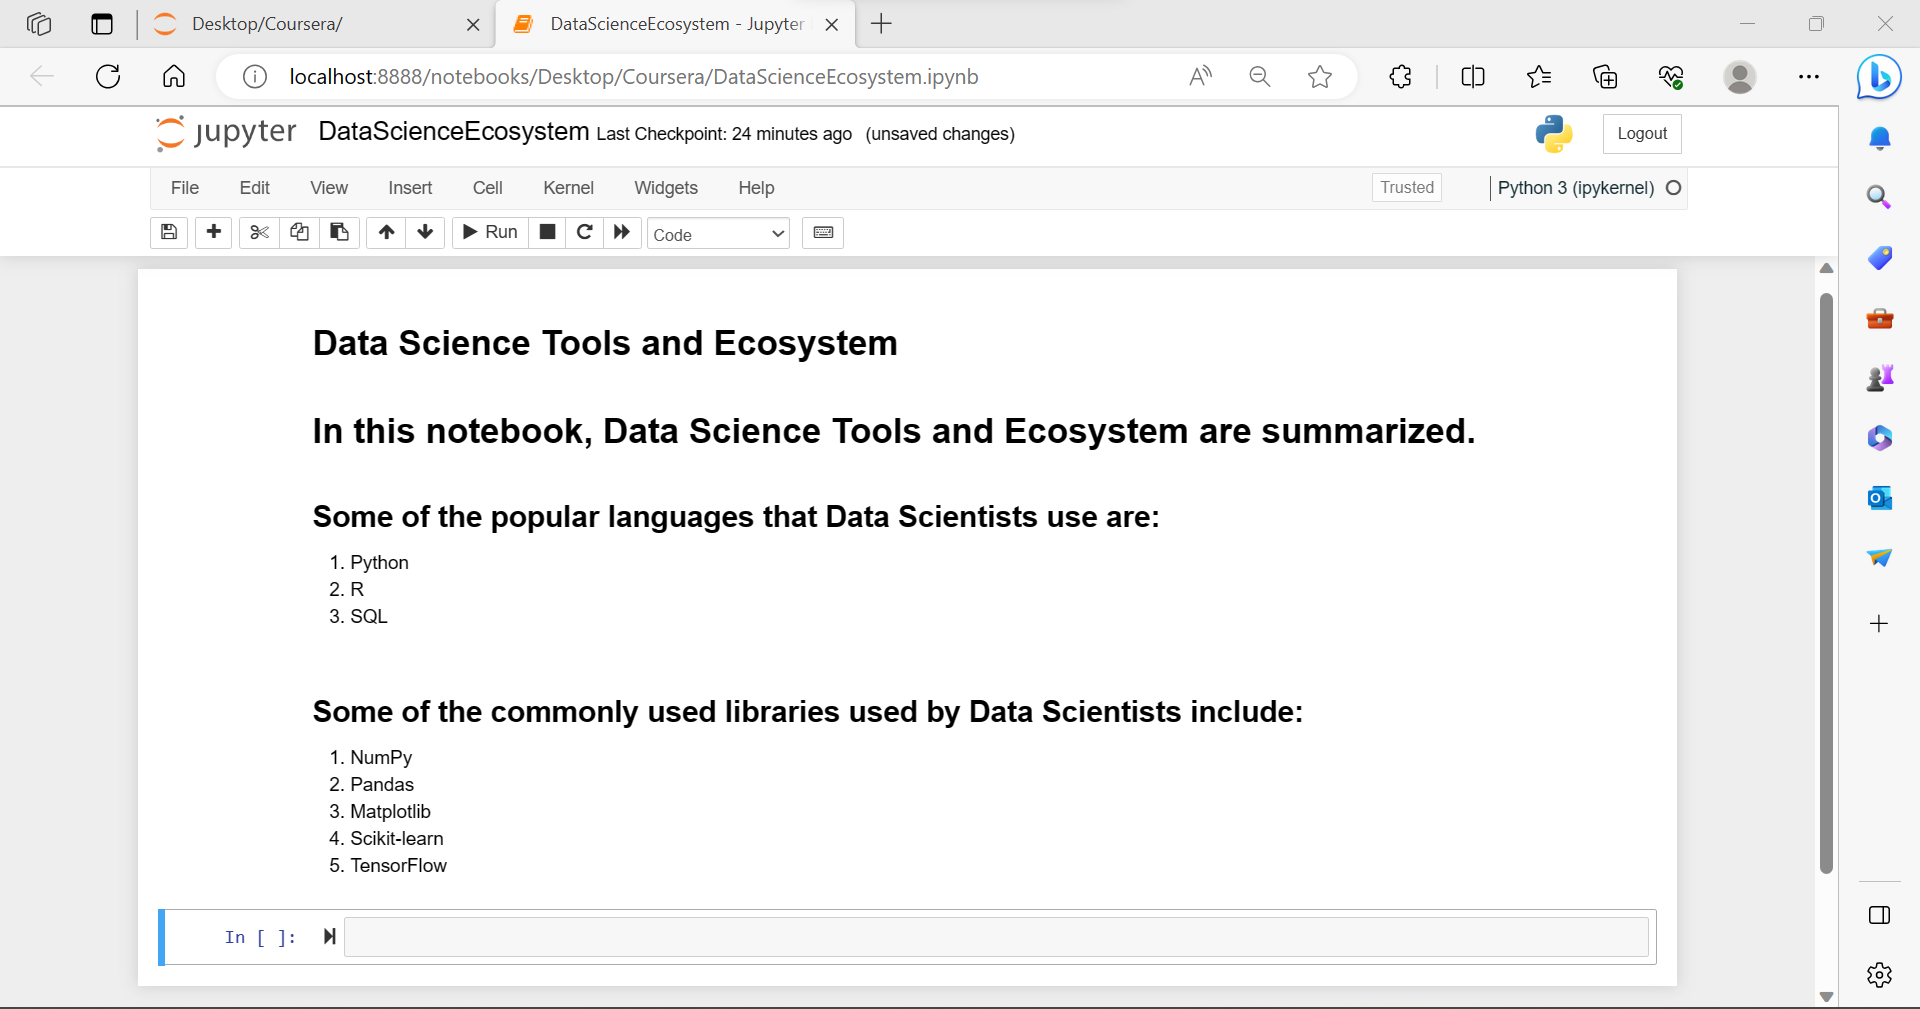 Desktop/Coursera/
DataScienceEcosystem - Jupyter
localhost:8888/notebooks/Desktop/Coursera/DataScienceEcosystem.ipynb
jupyter DataScienceEcosystem Last Checkpoint: 24 minutes ago (unsaved changes)
Logout
File Edit View Insert Cell Kernel Widgets Help
Trusted
Python 3 (ipykernel)
Run
Code
Data Science Tools and Ecosystem
In this notebook, Data Science Tools and Ecosystem are summarized.
Some of the popular languages that Data Scientists use are:
1. Python
2. R
3. SQL
Some of the commonly used libraries used by Data Scientists include:
1. NumPy
2. Pandas
3. Matplotlib
4. Scikit-learn
5. TensorFlow
In [ ]: